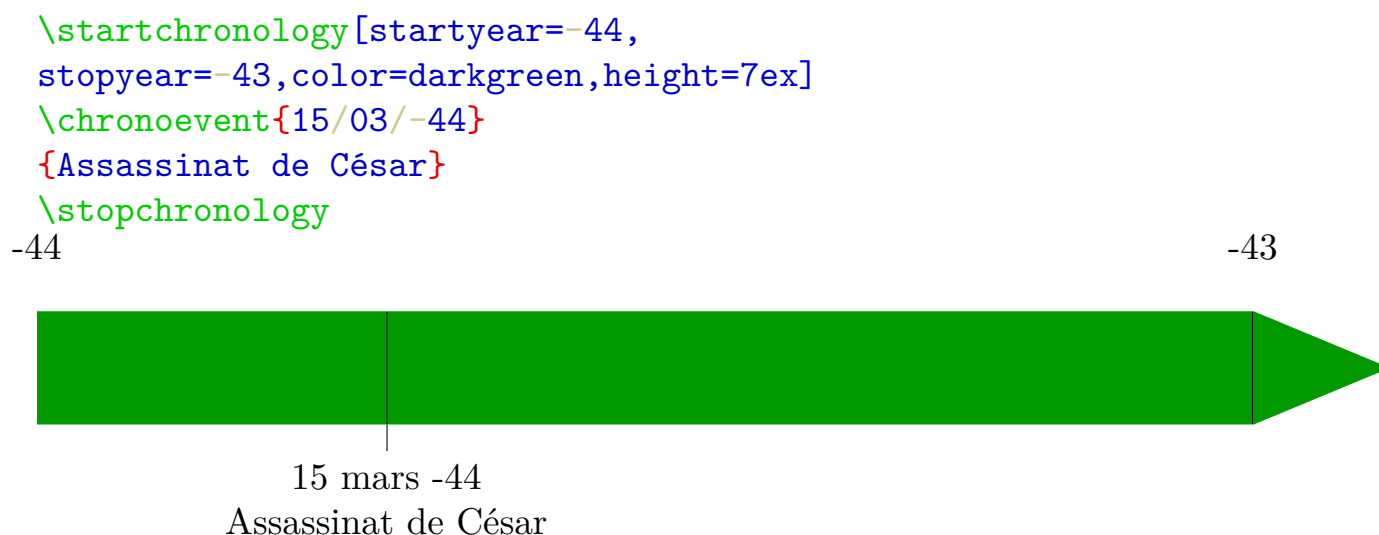 \startchronology[startyear=-44,
stopyear=-43,color=darkgreen,height=7ex]
\chronoevent{15/03/-44}
{Assassinat de César}
\stopchronology
-44 -43
15 mars -44
Assassinat de César